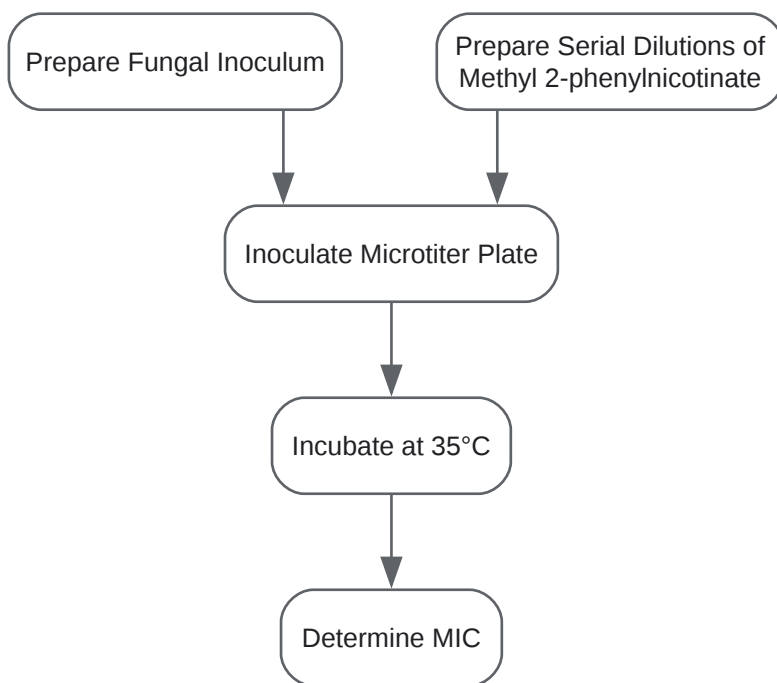 Prepare Fungal Inoculum
Prepare Serial Dilutions of
Methyl 2-phenylnicotinate
Inoculate Microtiter Plate
Incubate at 35°C
Determine MIC